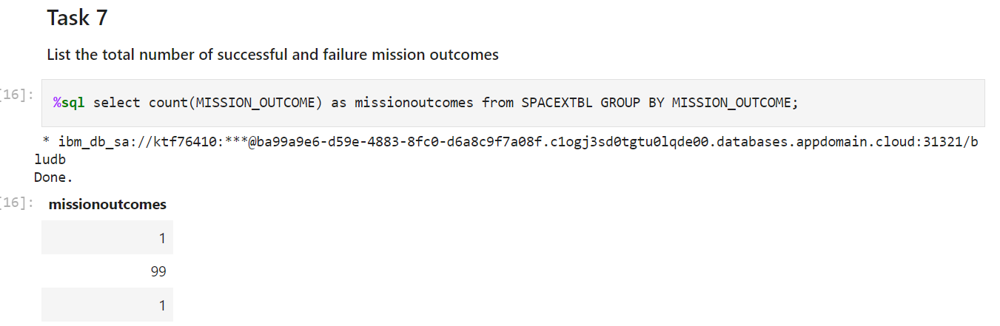 Task 7
List the total number of successful and failure mission outcomes
[16]: %sql select count(MISSION_OUTCOME) as missionoutcomes from SPACEXTBL GROUP BY MISSION_OUTCOME;
* ibm_db_sa://ktf76410:***@ba99a9e6-d59e-4883-8fc0-d6a8c9f7a08f.c1ogj3sd0tgtu0lqde00.databases.appdomain.cloud:31321/b
ludb
Done.
[16]: missionoutcomes
1
99
1